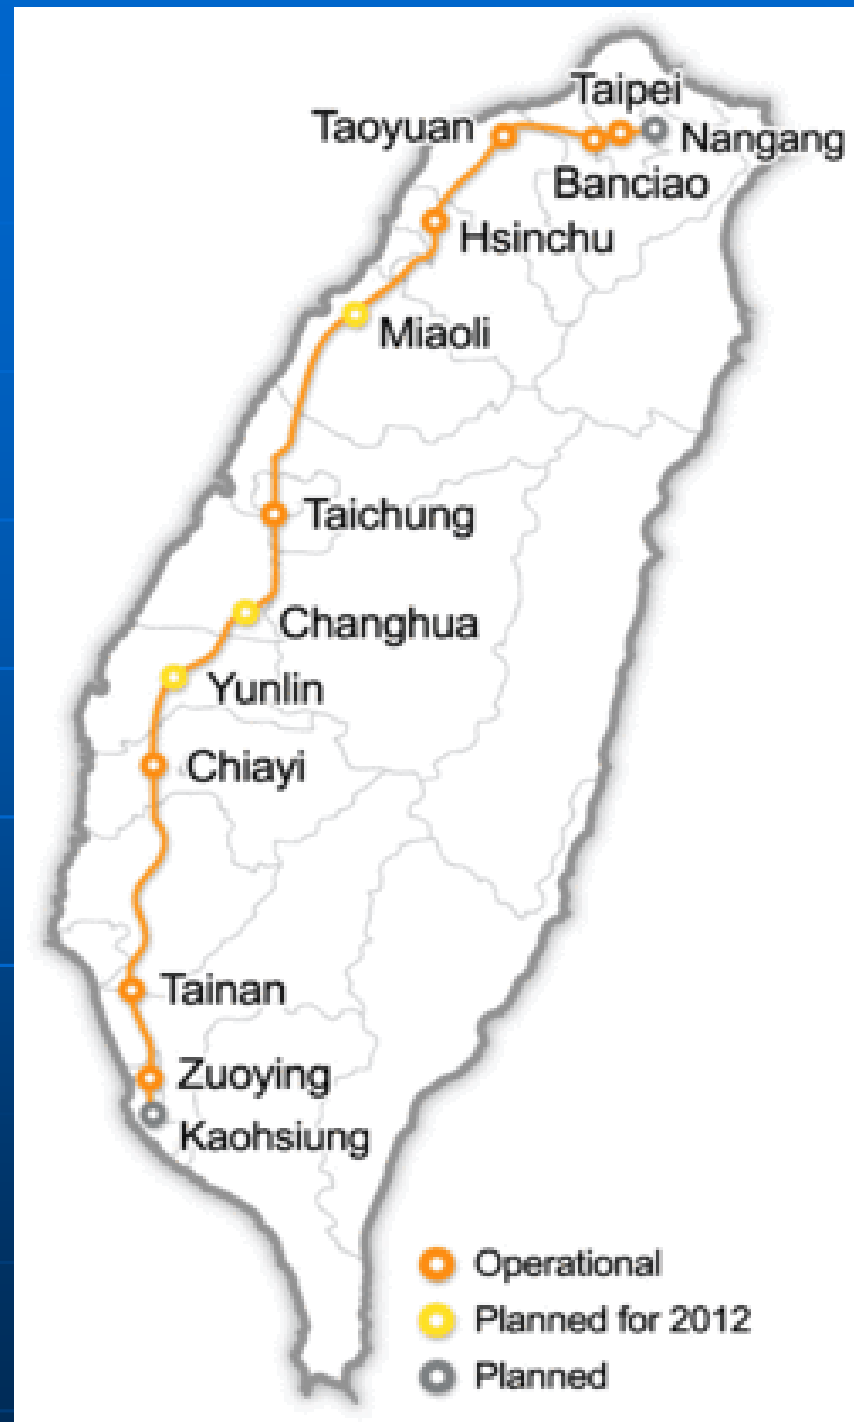 Taipei
Taoyuan
Nangang
Banciao
Hsinchu
Miaoli
Taichung
Changhua
Yunlin
Chiayi
Tainan
Zuoying
Kaohsiung
Operational
Planned for 2012
Planned